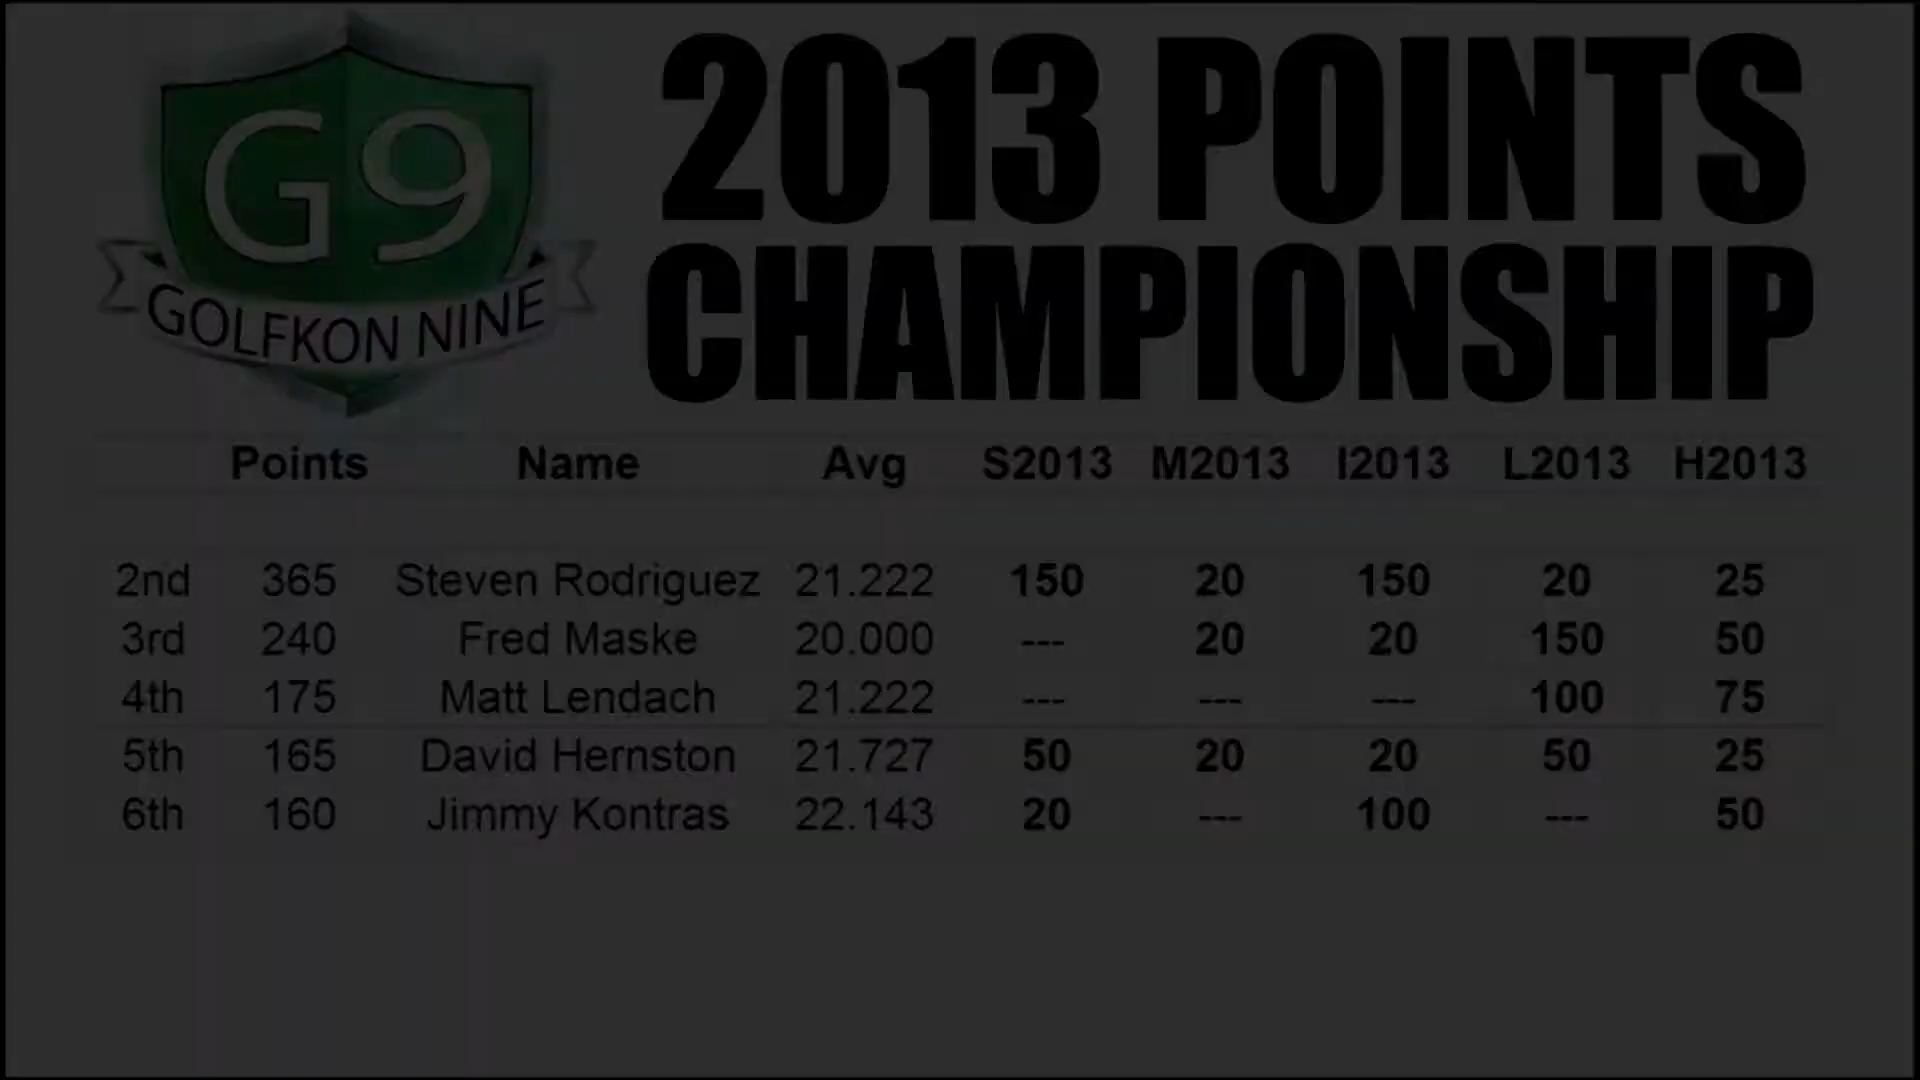 G9
GOLFKON NINE
2013 POINTS
CHAMPIONSHIP
Points Name Avg S2013 M2013 I2013 L2013 H2013
2nd 365 Steven Rodriguez 21.222 150 20 150 20 25
3rd 240 Fred Maske 20.000 --- 20 20 150 50
4th 175 Matt Lendach 21.222 --- --- --- 100 75
5th 165 David Hernston 21.727 50 20 20 50 25
6th 160 Jimmy Kontras 22.143 20 --- 100 --- 50